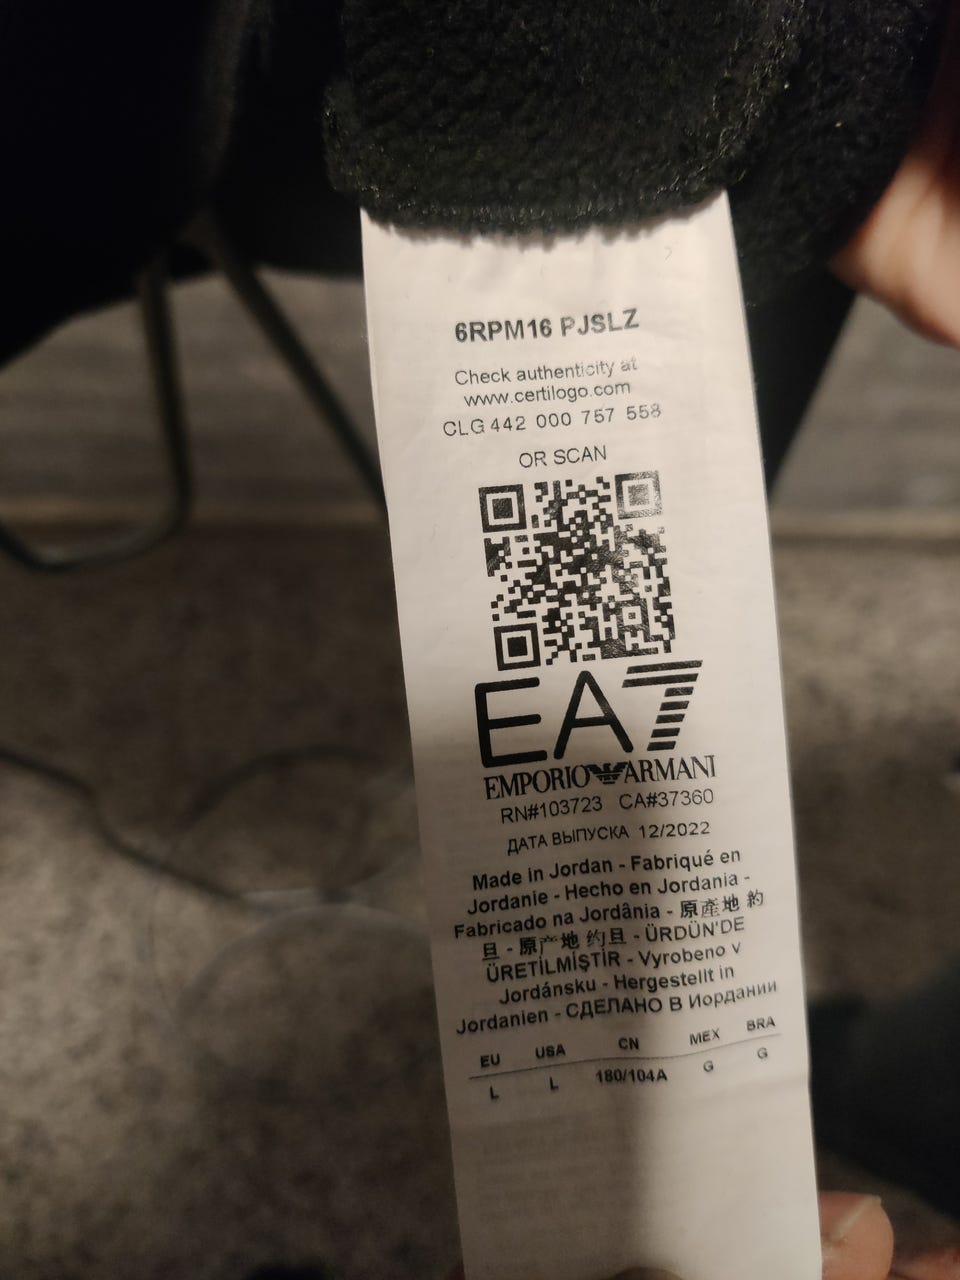 6RPM16 PJSLZ
Check authenticity at
www.certilogo.com
CLG 442 000 757 558
OR SCAN
EA7
EMPORIO ARMANI
RN#103723 CA#37360
ДАТА ВЫПУСКА 12/2022
Made in Jordan - Fabriqué en
Jordanie - Hecho en Jordania -
Fabricado na Jordânia - 原產地 約
旦 - 原产地 约旦 - ÜRDÜN'DE
ÜRETİLMİŞTİR - Vyrobeno v
Jordánsku - Hergestellt in
Jordanien - СДЕЛАНО В Иордании
EU USA CN MEX BRA
L L 180/104A G G